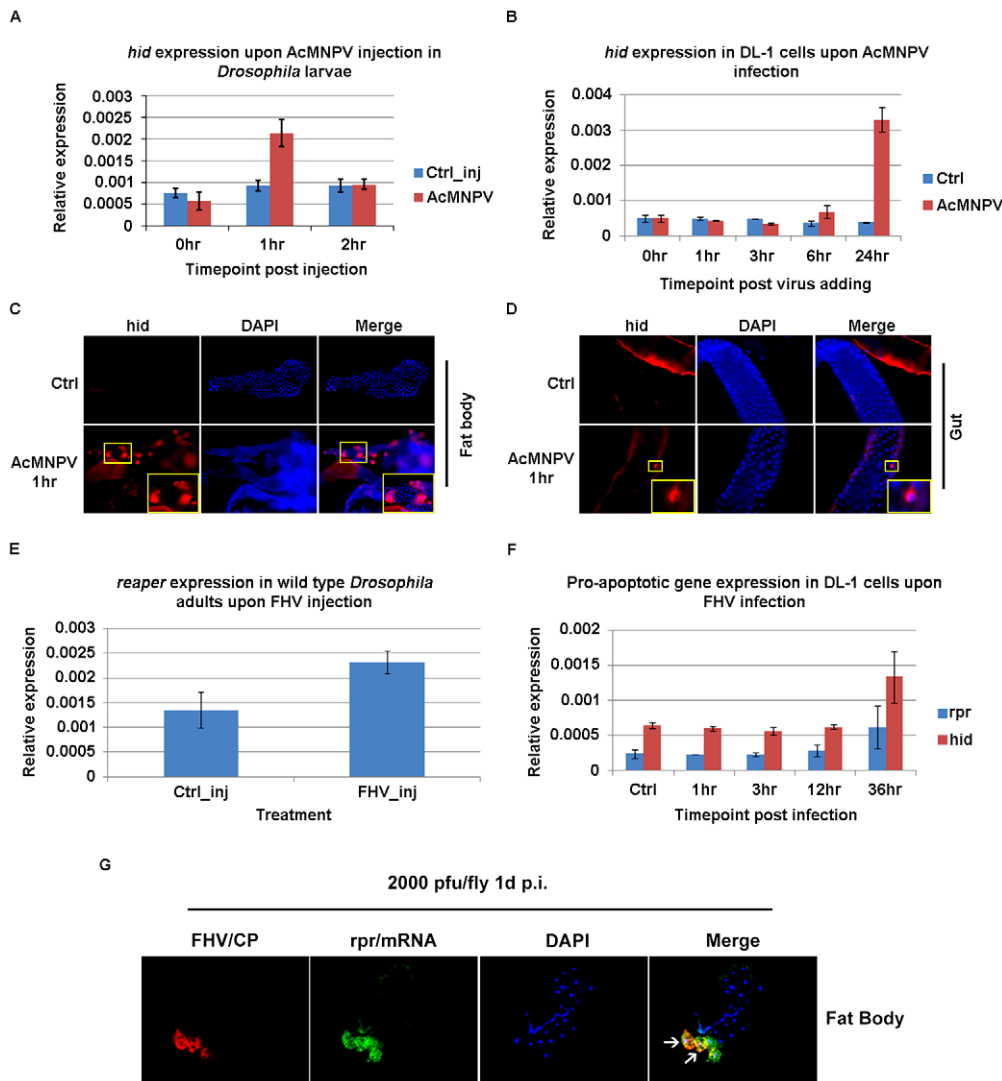 A
hid expression upon AcMNPV injection in
Drosophila larvae
Relative expression
0.003
0.0025
0.002
0.0015
0.001
0.0005
0
0hr
1hr
2hr
Timepoint post injection
Ctrl_inj
AcMNPV
B
hid expression in DL-1 cells upon AcMNPV
infection
Relative expression
0.004
0.003
0.002
0.001
0
0hr
1hr
3hr
6hr
24hr
Timepoint post virus adding
Ctrl
AcMNPV
C
hid
DAPI
Merge
Ctrl
AcMNPV
1hr
Fat body
D
hid
DAPI
Merge
Ctrl
AcMNPV
1hr
Gut
E
reaper expression in wild type Drosophila
adults upon FHV injection
Relative expression
0.003
0.0025
0.002
0.0015
0.001
0.0005
0
Ctrl_inj
FHV_inj
Treatment
F
Pro-apoptotic gene expression in DL-1 cells upon
FHV infection
Relative expression
0.002
0.0015
0.001
0.0005
0
Ctrl
1hr
3hr
12hr
36hr
Timepoint post infection
rpr
hid
G
2000 pfu/fly 1d p.i.
FHV/CP
rpr/mRNA
DAPI
Merge
Fat Body